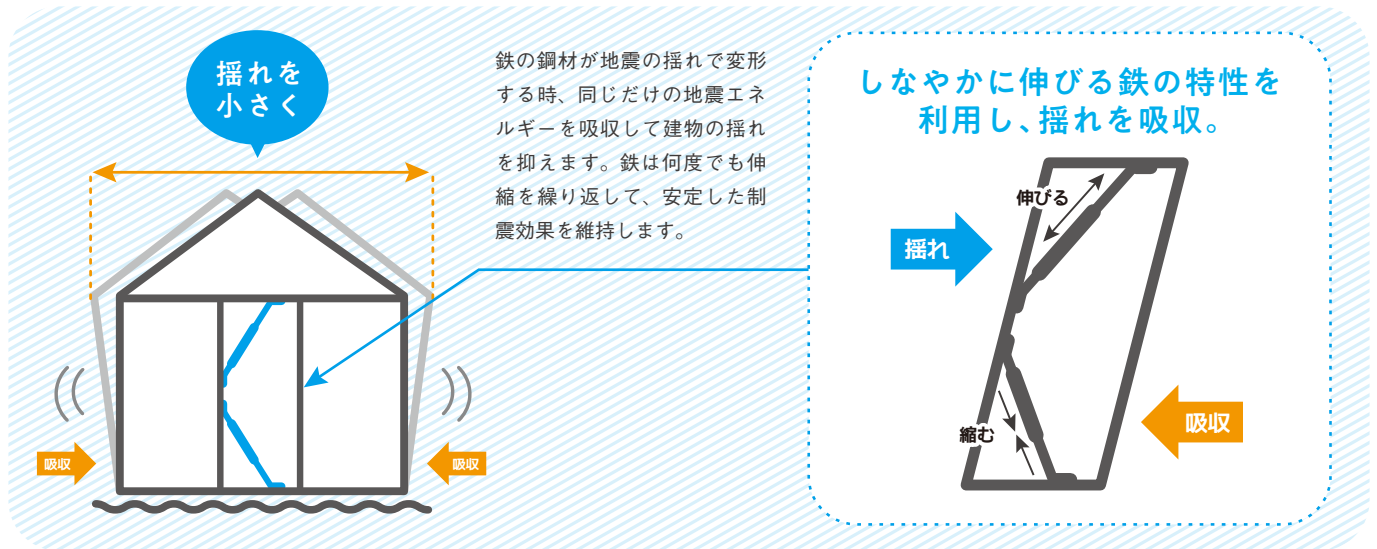 揺れを
小さく
鉄の鋼材が地震の揺れで変形
する時、同じだけの地震エネ
ルギーを吸収して建物の揺れ
を抑えます。鉄は何度でも伸
縮を繰り返して、安定した制
震効果を維持します。
吸収
吸収
しなやかに伸びる鉄の特性を
利用し、揺れを吸収。
伸びる
揺れ
吸収
縮む